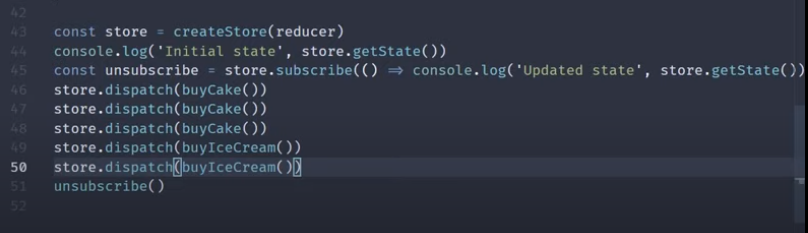 42
43 const store = createStore(reducer)
44 console.log('Initial state', store.getState())
45 const unsubscribe = store.subscribe(() => console.log('Updated state', store.getState())
46 store.dispatch(buyCake())
47 store.dispatch(buyCake())
48 store.dispatch(buyCake())
49 store.dispatch(buyIceCream())
50 store.dispatch(buyIceCream())
51 unsubscribe()
52